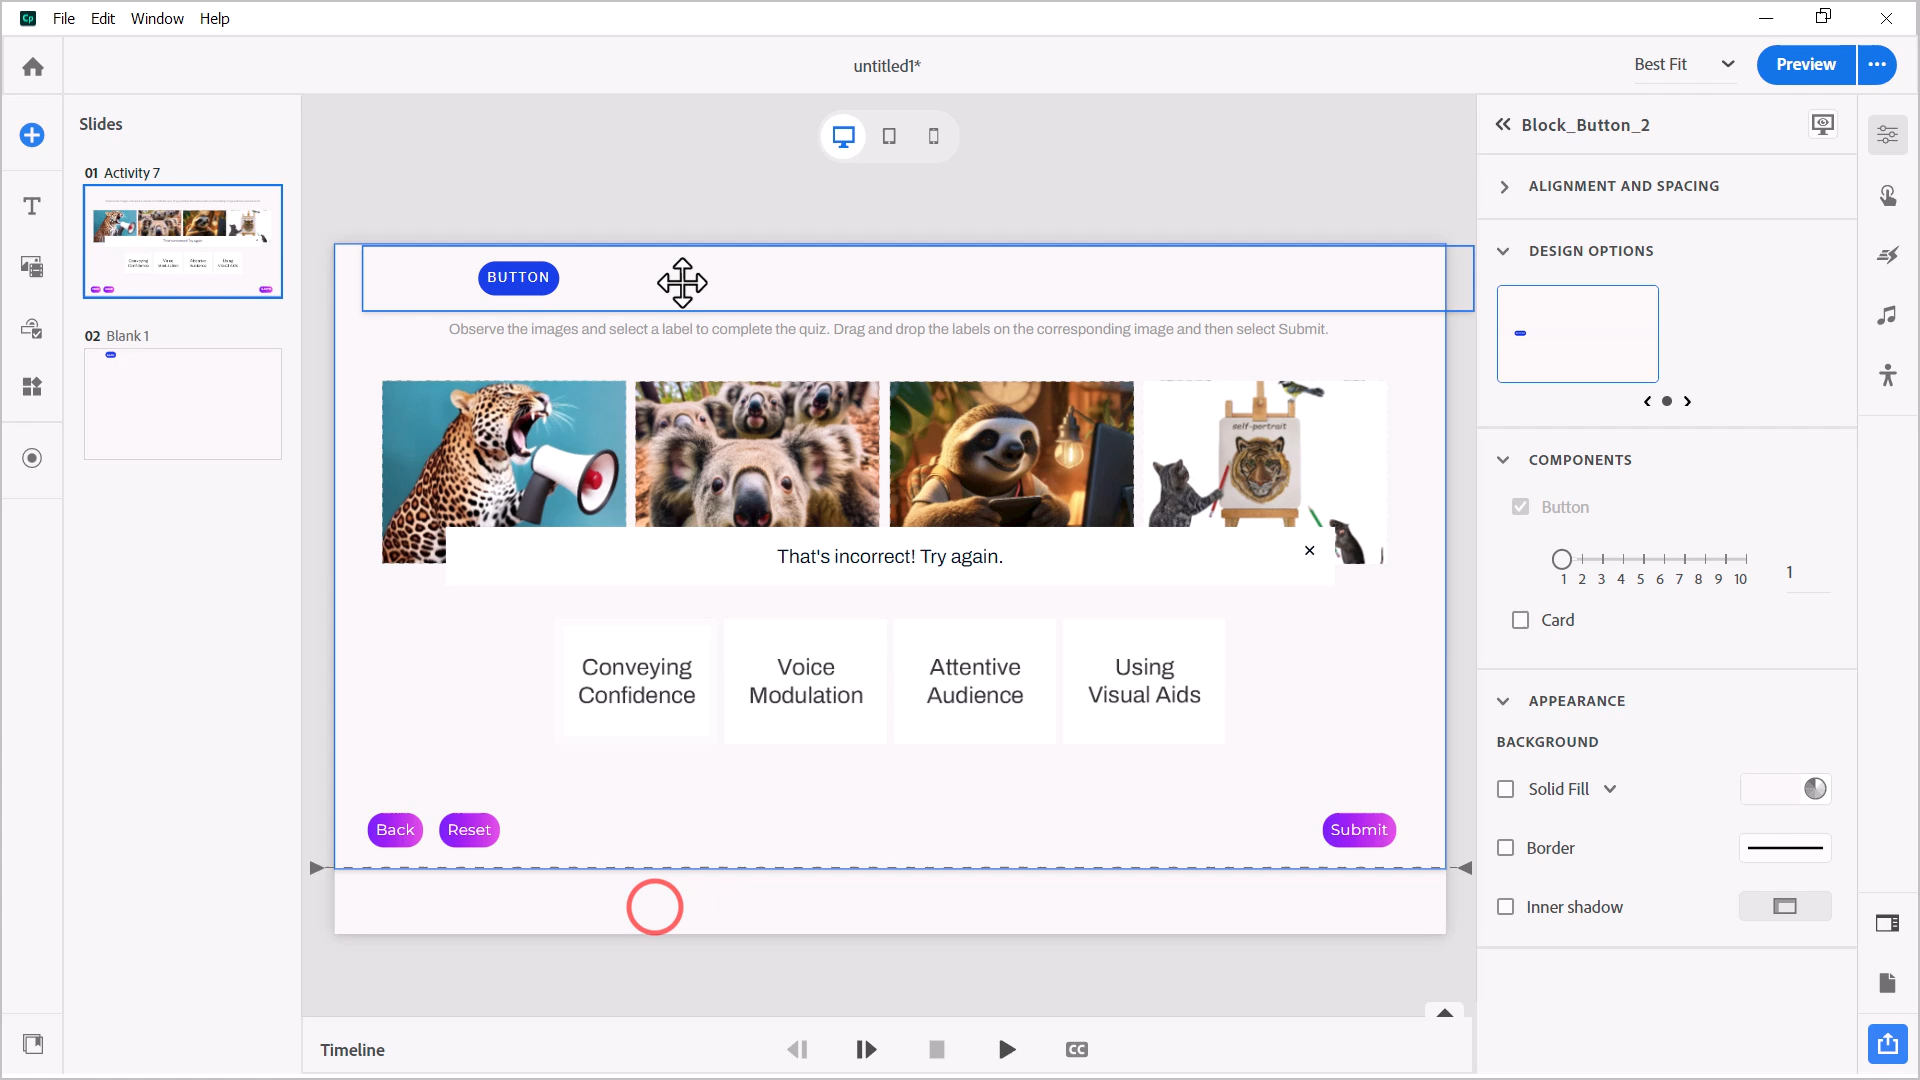 Cp File Edit Window Help
untitled1*
Best Fit
Preview
Slides
01 Activity 7
02 Blank 1
BUTTON
Observe the images and select a label to complete the quiz. Drag and drop the labels on the corresponding image and then select Submit.
self-portrait
That's incorrect! Try again.
Conveying
Confidence
Voice
Modulation
Attentive
Audience
Using
Visual Aids
Back
Reset
Submit
Timeline
CC
Block_Button_2
ALIGNMENT AND SPACING
DESIGN OPTIONS
COMPONENTS
Button
1 2 3 4 5 6 7 8 9 10
1
Card
APPEARANCE
BACKGROUND
Solid Fill
Border
Inner shadow